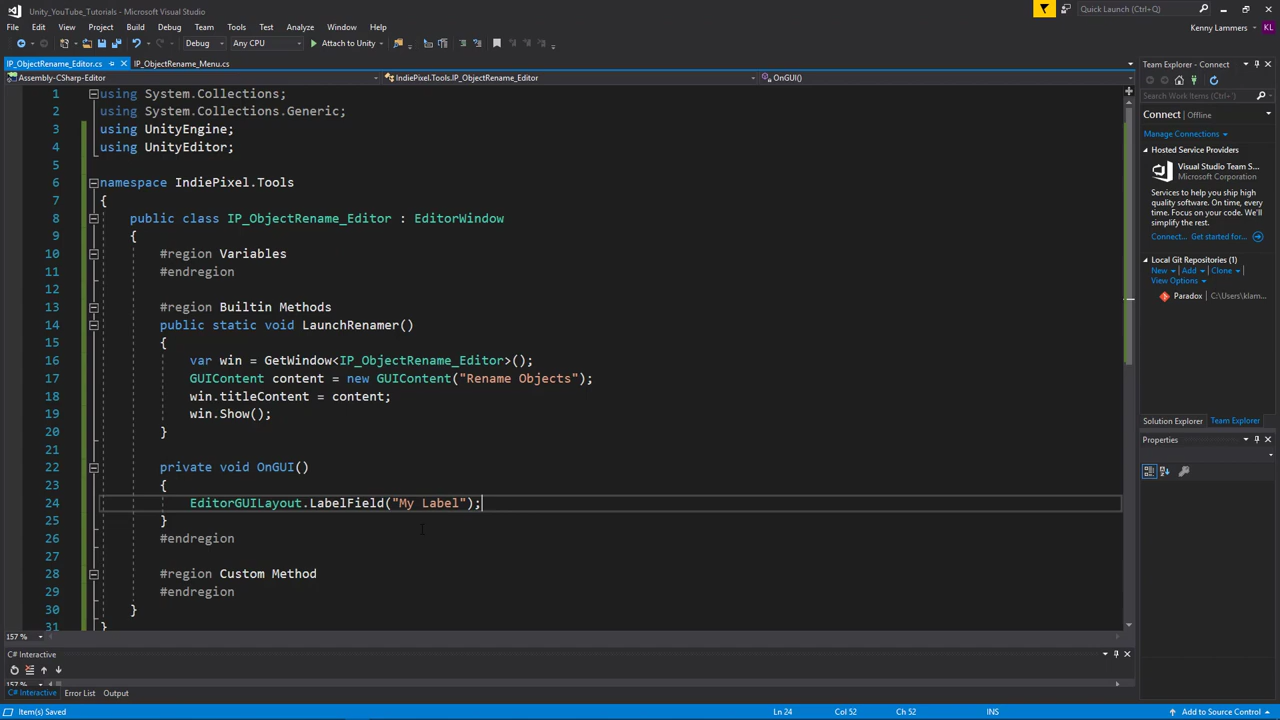 Unity_YouTube_Tutorials - Microsoft Visual Studio
Quick Launch (Ctrl+Q)
File Edit View Project Build Debug Team Tools Test Analyze Window Help
Kenny Lammers KL
Debug Any CPU Attach to Unity
IP_ObjectRename_Editor.cs IP_ObjectRename_Menu.cs
Assembly-CSharp-Editor IndiePixel.Tools.IP_ObjectRename_Editor OnGUI()
1 using System.Collections;
2 using System.Collections.Generic;
3 using UnityEngine;
4 using UnityEditor;
5
6 namespace IndiePixel.Tools
7 {
8 public class IP_ObjectRename_Editor : EditorWindow
9 {
10 #region Variables
11 #endregion
12
13 #region Builtin Methods
14 public static void LaunchRenamer()
15 {
16 var win = GetWindow<IP_ObjectRename_Editor>();
17 GUIContent content = new GUIContent("Rename Objects");
18 win.titleContent = content;
19 win.Show();
20 }
21
22 private void OnGUI()
23 {
24 EditorGUILayout.LabelField("My Label");
25 }
26 #endregion
27
28 #region Custom Method
29 #endregion
30 }
31 }
157 %
C# Interactive
157 %
C# Interactive Error List Output
Item(s) Saved Ln 24 Col 52 Ch 52 INS Add to Source Control
Team Explorer - Connect
Search Work Items (Ctrl+')
Connect | Offline
Manage Connections
Hosted Service Providers
Visual Studio Team S...
Microsoft Corporation
Services to help you ship high
quality software. On time, every
time. Focus on your code. We'll
simplify the rest.
Connect... Get started for...
Local Git Repositories (1)
New Add Clone
View Options
Paradox C:\Users\klam...
Solution Explorer Team Explorer
Properties